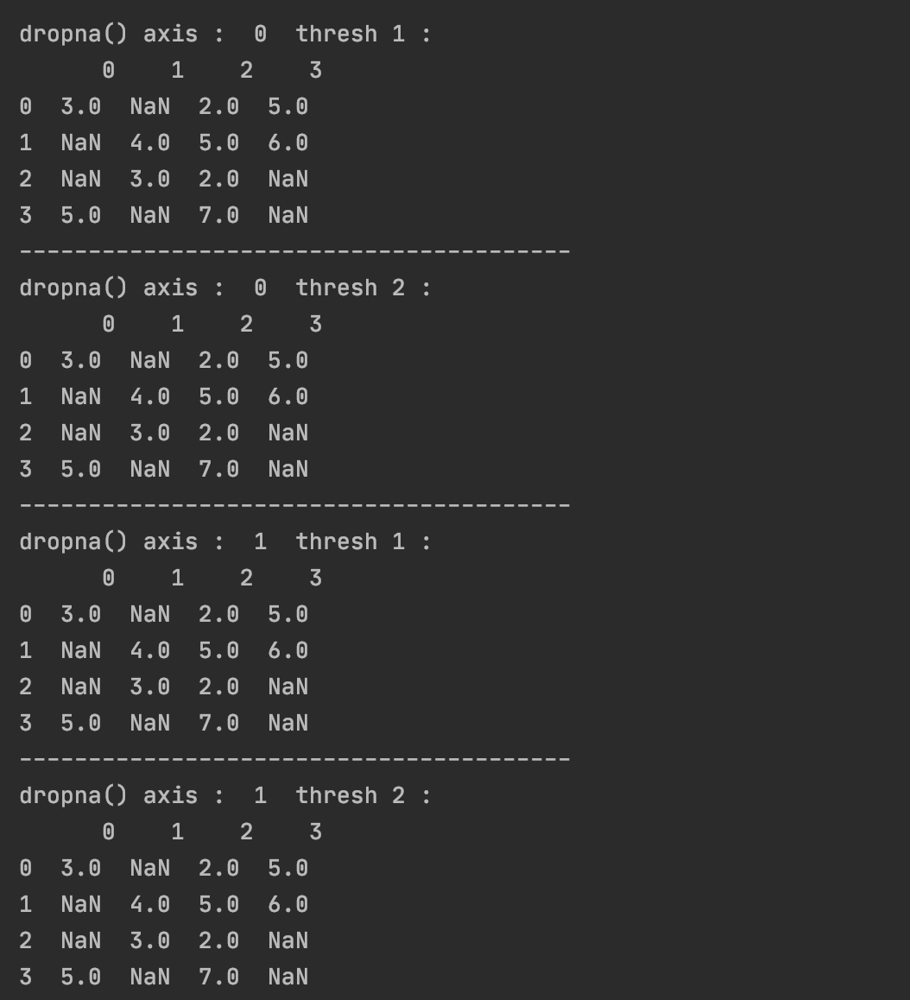 dropna() axis :  0  thresh 1 :
      0    1    2    3
0  3.0  NaN  2.0  5.0
1  NaN  4.0  5.0  6.0
2  NaN  3.0  2.0  NaN
3  5.0  NaN  7.0  NaN
----------------------------------------
dropna() axis :  0  thresh 2 :
      0    1    2    3
0  3.0  NaN  2.0  5.0
1  NaN  4.0  5.0  6.0
2  NaN  3.0  2.0  NaN
3  5.0  NaN  7.0  NaN
----------------------------------------
dropna() axis :  1  thresh 1 :
      0    1    2    3
0  3.0  NaN  2.0  5.0
1  NaN  4.0  5.0  6.0
2  NaN  3.0  2.0  NaN
3  5.0  NaN  7.0  NaN
----------------------------------------
dropna() axis :  1  thresh 2 :
      0    1    2    3
0  3.0  NaN  2.0  5.0
1  NaN  4.0  5.0  6.0
2  NaN  3.0  2.0  NaN
3  5.0  NaN  7.0  NaN